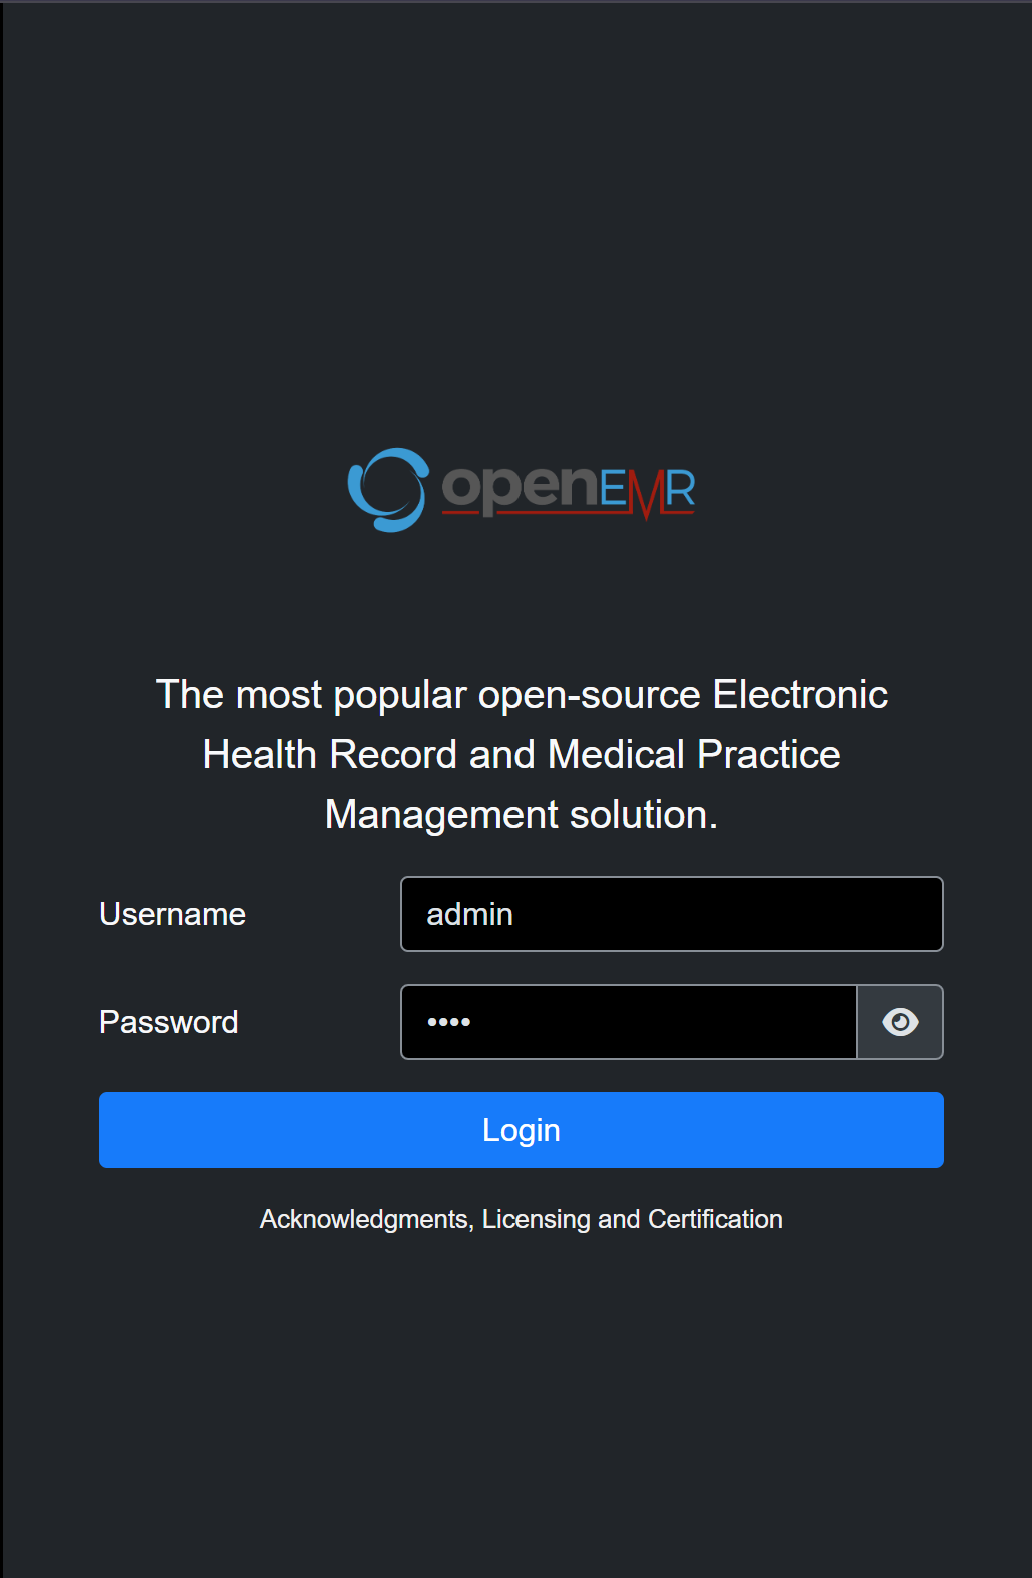 openEMR
The most popular open-source Electronic
Health Record and Medical Practice
Management solution.
Username
admin
Password
••••
Login
Acknowledgments, Licensing and Certification